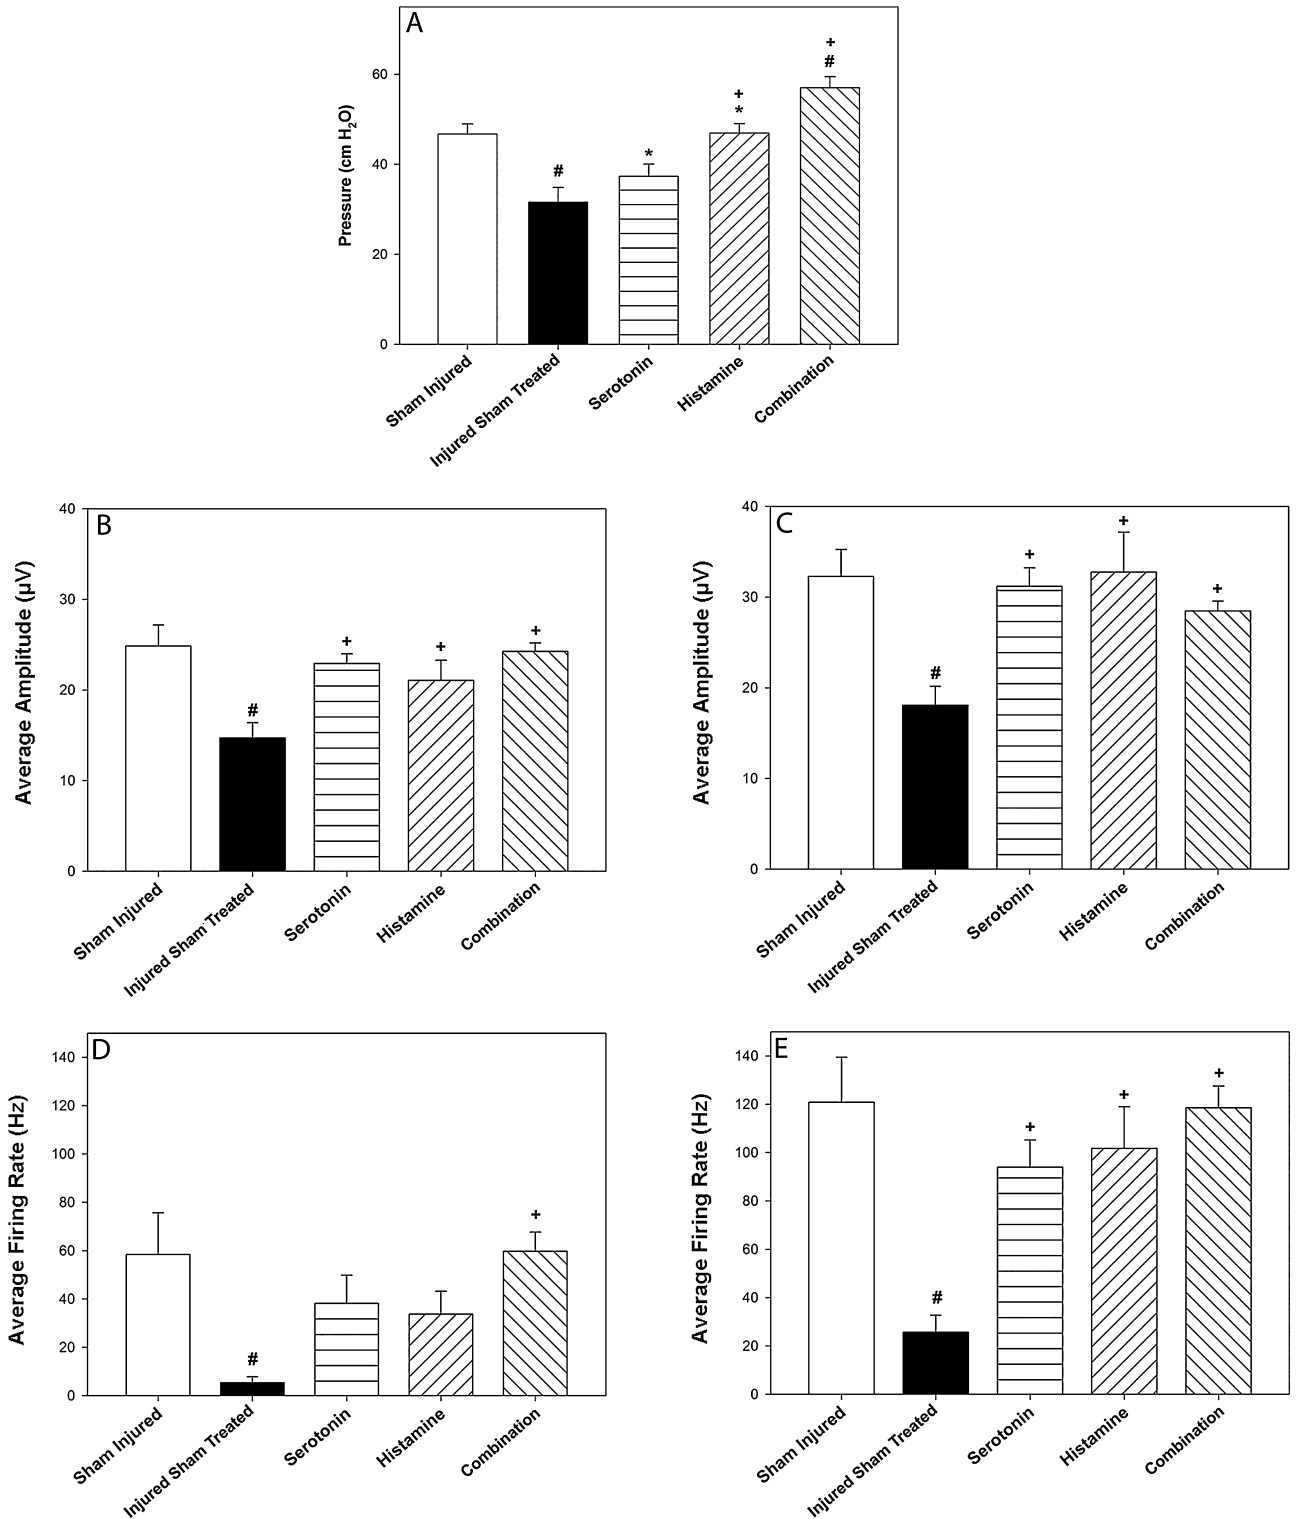 A
+
+
#
60
+
*
*
#
40
20
0
Pressure (cm H₂O)
Sham Injured
Injured Sham Treated
Serotonin
Histamine
Combination
B
40
30
20
10
0
#
+
+
+
Average Amplitude (µV)
Sham Injured
Injured Sham Treated
Serotonin
Histamine
Combination
C
40
30
20
10
0
#
+
+
+
Average Amplitude (µV)
Sham Injured
Injured Sham Treated
Serotonin
Histamine
Combination
D
140
120
100
80
60
40
20
0
#
+
Average Firing Rate (Hz)
Sham Injured
Injured Sham Treated
Serotonin
Histamine
Combination
E
140
120
100
80
60
40
20
0
#
+
+
+
Average Firing Rate (Hz)
Sham Injured
Injured Sham Treated
Serotonin
Histamine
Combination